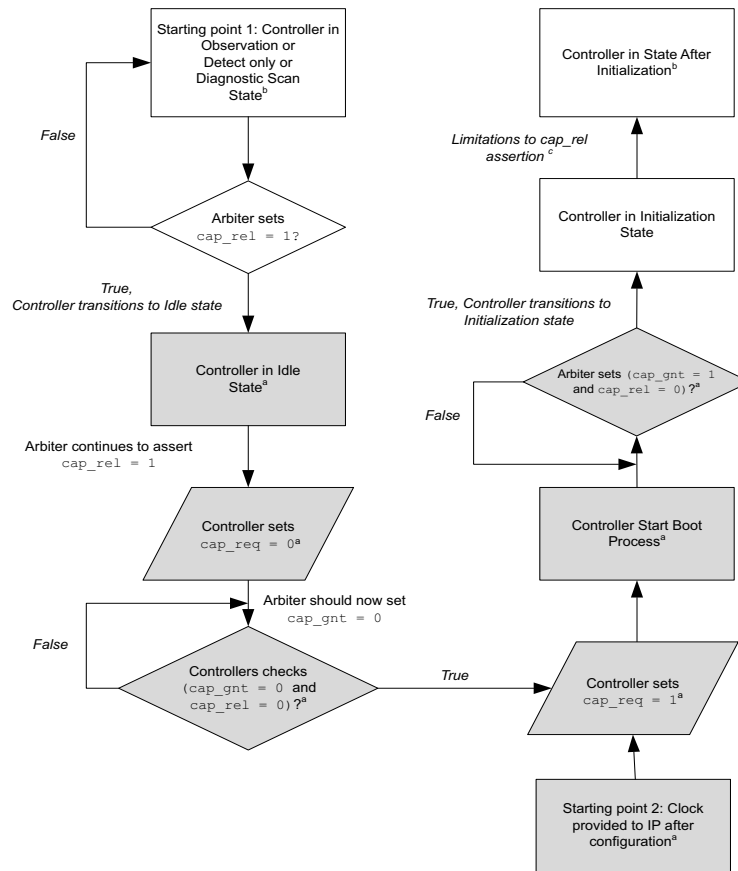 Starting point 1: Controller in
Observation or
Detect only or
Diagnostic Scan
State^b
False
Arbiter sets
cap_rel = 1?
True,
Controller transitions to Idle state
Controller in Idle
State^a
Arbiter continues to assert
cap_rel = 1
Controller sets
cap_req = 0^a
Arbiter should now set
cap_gnt = 0
False
Controllers checks
(cap_gnt = 0 and
cap_rel = 0)?^a
True
Controller in State After
Initialization^b
Limitations to cap_rel
assertion ^c
Controller in Initialization
State
True, Controller transitions to
Initialization state
Arbiter sets (cap_gnt = 1
and cap_rel = 0)?^a
False
Controller Start Boot
Process^a
Controller sets
cap_req = 1^a
Starting point 2: Clock
provided to IP after
configuration^a